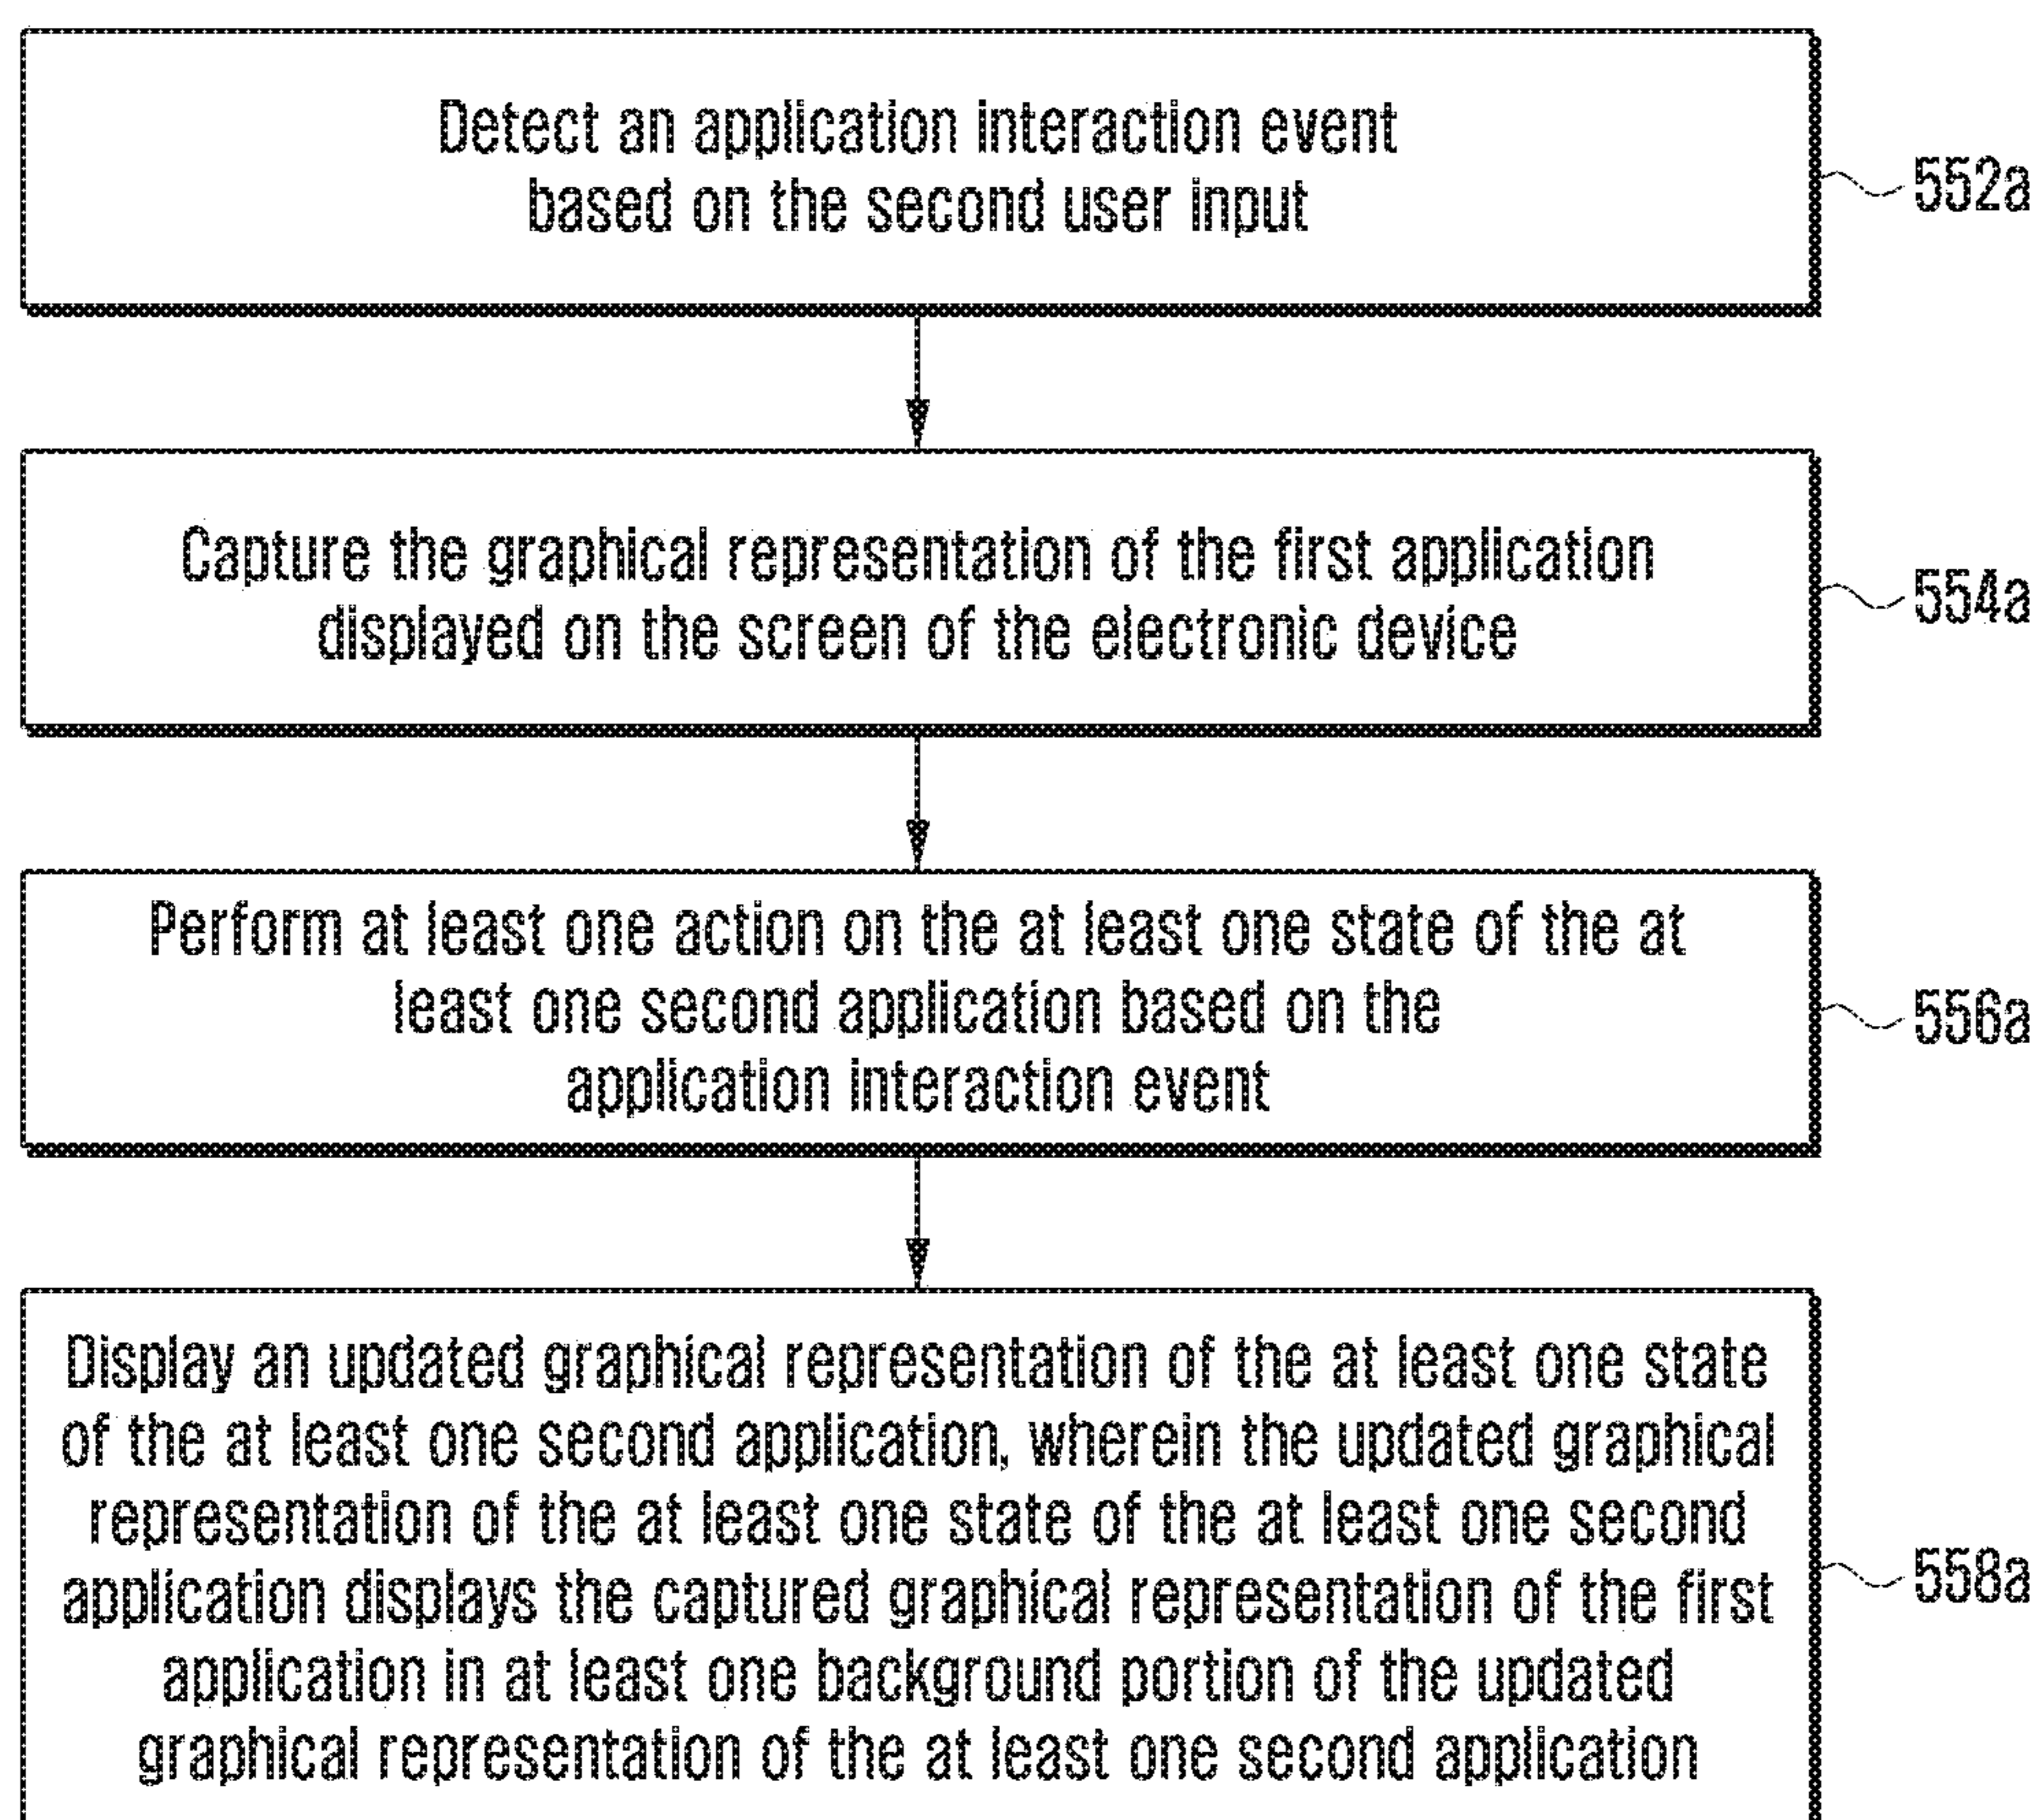 Detect an application interaction event
based on the second user input
552a
Capture the graphical representation of the first application
displayed on the screen of the electronic device
554a
Perform at least one action on the at least one state of the at
least one second application based on the
application interaction event
556a
Display an updated graphical representation of the at least one state
of the at least one second application, wherein the updated graphical
representation of the at least one state of the at least one second
application displays the captured graphical representation of the first
application in at least one background portion of the updated
graphical representation of the at least one second application
558a